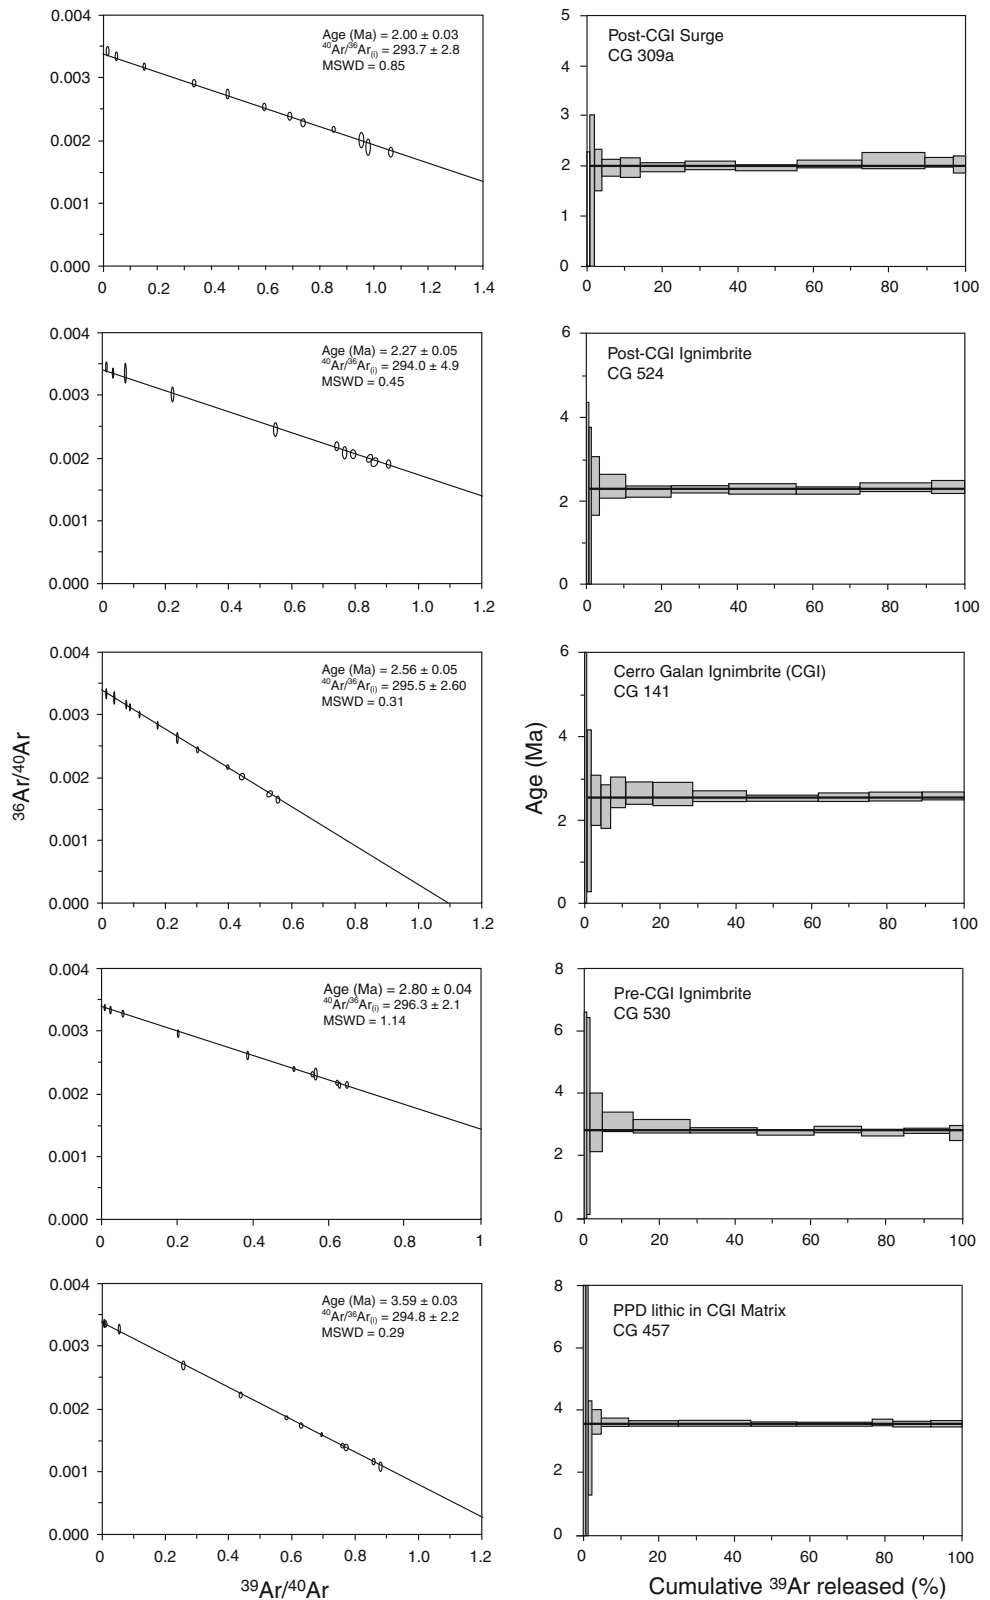 0.004
0.003
0.002
0.001
0.000
0 0.2 0.4 0.6 0.8 1.0 1.2 1.4
Age (Ma) = 2.00 ± 0.03
⁴⁰Ar/³⁶Ar(i) = 293.7 ± 2.8
MSWD = 0.85
5
4
3
2
1
0
0 20 40 60 80 100
Post-CGI Surge
CG 309a
0.004
0.003
0.002
0.001
0.000
0 0.2 0.4 0.6 0.8 1.0 1.2
Age (Ma) = 2.27 ± 0.05
⁴⁰Ar/³⁶Ar(i) = 294.0 ± 4.9
MSWD = 0.45
6
4
2
0
0 20 40 60 80 100
Post-CGI Ignimbrite
CG 524
³⁶Ar/⁴⁰Ar
0.004
0.003
0.002
0.001
0.000
0 0.2 0.4 0.6 0.8 1.0 1.2
Age (Ma) = 2.56 ± 0.05
⁴⁰Ar/³⁶Ar(i) = 295.5 ± 2.60
MSWD = 0.31
Age (Ma)
6
4
2
0
0 20 40 60 80 100
Cerro Galan Ignimbrite (CGI)
CG 141
0.004
0.003
0.002
0.001
0.000
0 0.2 0.4 0.6 0.8 1
Age (Ma) = 2.80 ± 0.04
⁴⁰Ar/³⁶Ar(i) = 296.3 ± 2.1
MSWD = 1.14
8
6
4
2
0
0 20 40 60 80 100
Pre-CGI Ignimbrite
CG 530
0.004
0.003
0.002
0.001
0.000
0 0.2 0.4 0.6 0.8 1.0 1.2
Age (Ma) = 3.59 ± 0.03
⁴⁰Ar/³⁶Ar(i) = 294.8 ± 2.2
MSWD = 0.29
³⁹Ar/⁴⁰Ar
8
6
4
2
0
0 20 40 60 80 100
PPD lithic in CGI Matrix
CG 457
Cumulative ³⁹Ar released (%)